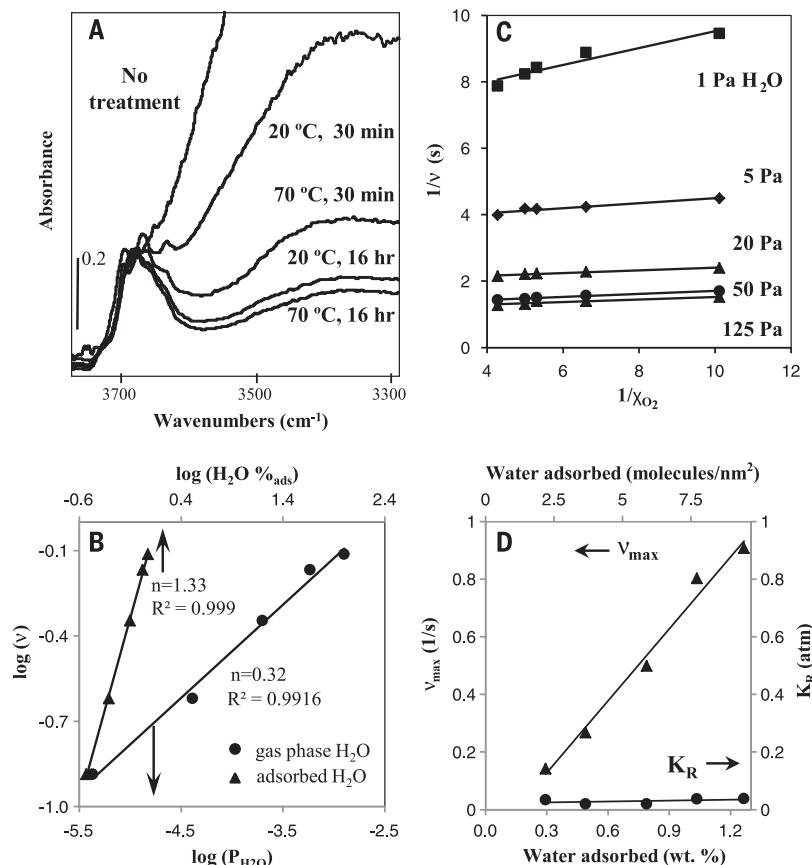 A
No
treatment
20 ºC, 30 min
70 ºC, 30 min
20 ºC, 16 hr
70 ºC, 16 hr
0.2
Absorbance
3700
3500
3300
Wavenumbers (cm⁻¹)
C
10
8
6
4
2
0
1/ν (s)
1 Pa H₂O
5 Pa
20 Pa
50 Pa
125 Pa
4
6
8
10
12
1/χO₂
log (H₂O %ads)
-0.6
0.4
1.4
2.4
B
-0.1
-0.4
-0.7
-1.0
log (ν)
n=1.33
R² = 0.999
n=0.32
R² = 0.9916
gas phase H₂O
adsorbed H₂O
-5.5
-4.5
-3.5
-2.5
log (PH₂O)
Water adsorbed (molecules/nm²)
0
2.5
5
7.5
D
νmax
1
0.8
0.6
0.4
0.2
0
νmax (1/s)
1
0.8
0.6
0.4
0.2
0
KR (atm)
KR
0.0
0.3
0.6
0.9
1.2
Water adsorbed (wt. %)